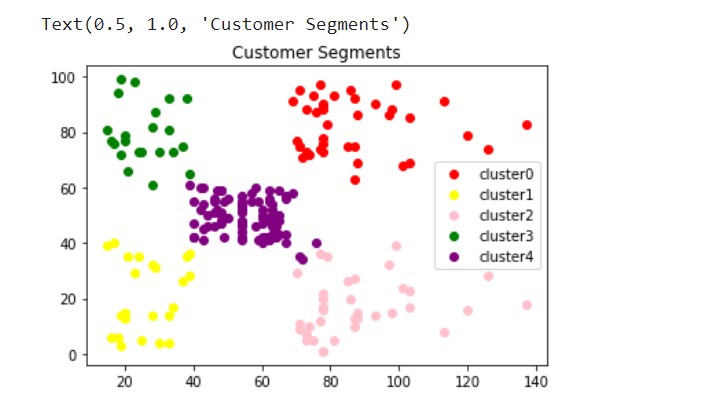 Text(0.5, 1.0, 'Customer Segments')
Customer Segments
100
80
60
40
20
0
cluster0
cluster1
cluster2
cluster3
cluster4
20 40 60 80 100 120 140